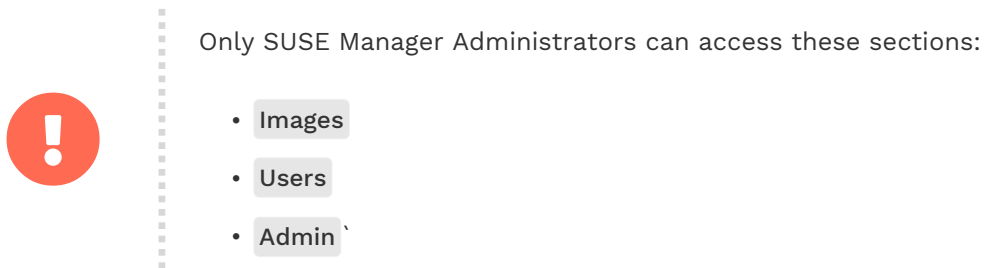 Only SUSE Manager Administrators can access these sections:
• Images
• Users
• Admin`